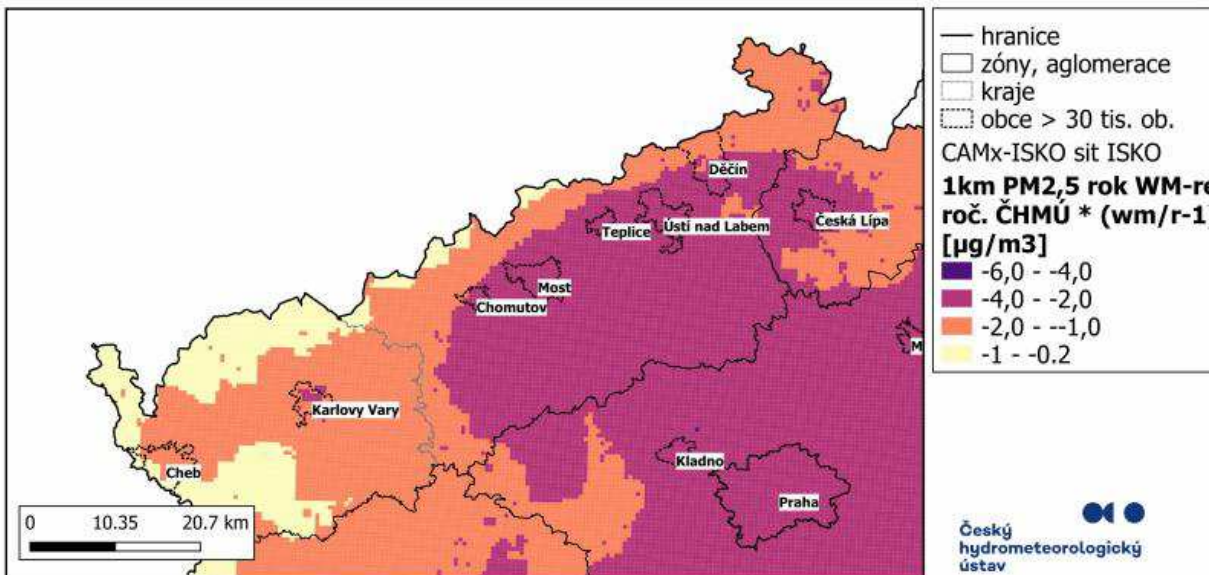 hranice
zóny, aglomerace
kraje
obce > 30 tis. ob.
CAMx-ISKO sit ISKO
1km PM2,5 rok WM-re
roč. ČHMÚ * (wm/r-1)
[µg/m3]
-6,0 - -4,0
-4,0 - -2,0
-2,0 - --1,0
-1 - -0.2
Děčín
Teplice
Ústí nad Labem
Česká Lípa
Most
Chomutov
M
Karlovy Vary
Kladno
Cheb
Praha
0 10.35 20.7 km
Český
hydrometeorologický
ústav